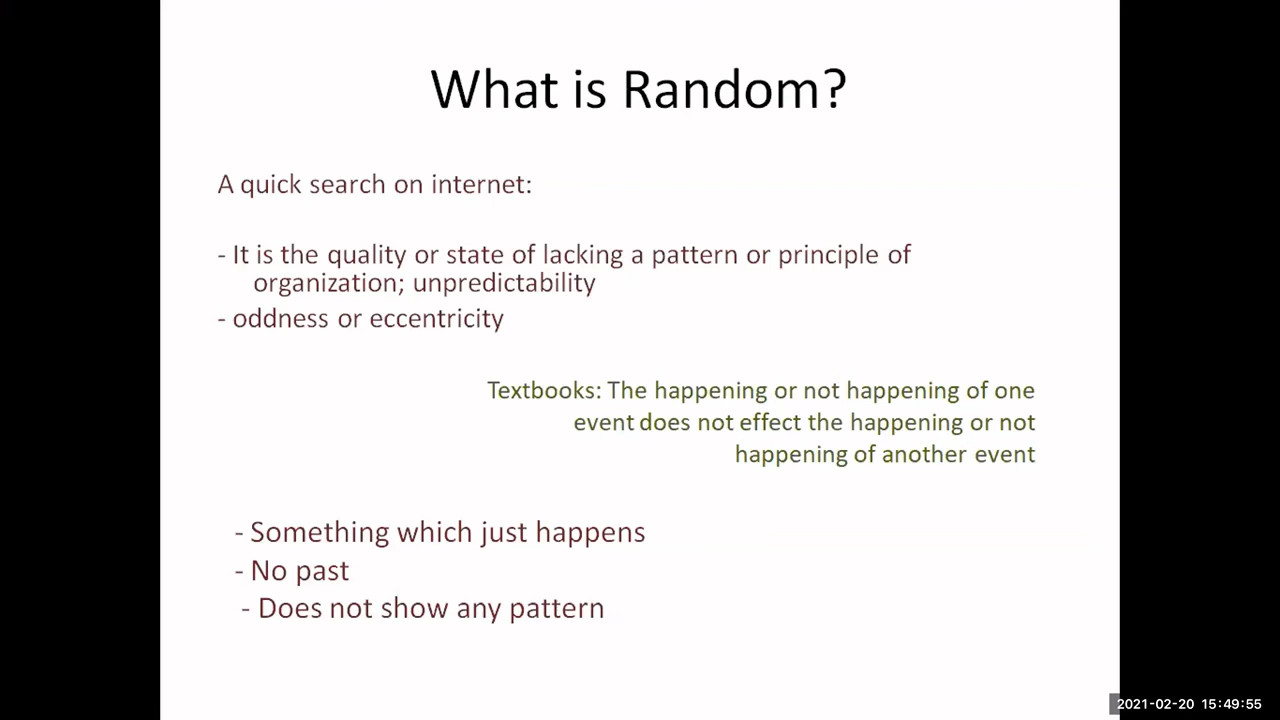 What is Random?
A quick search on internet:
- It is the quality or state of lacking a pattern or principle of
organization; unpredictability
- oddness or eccentricity
Textbooks: The happening or not happening of one
event does not effect the happening or not
happening of another event
- Something which just happens
- No past
- Does not show any pattern
2021-02-20 15:49:55